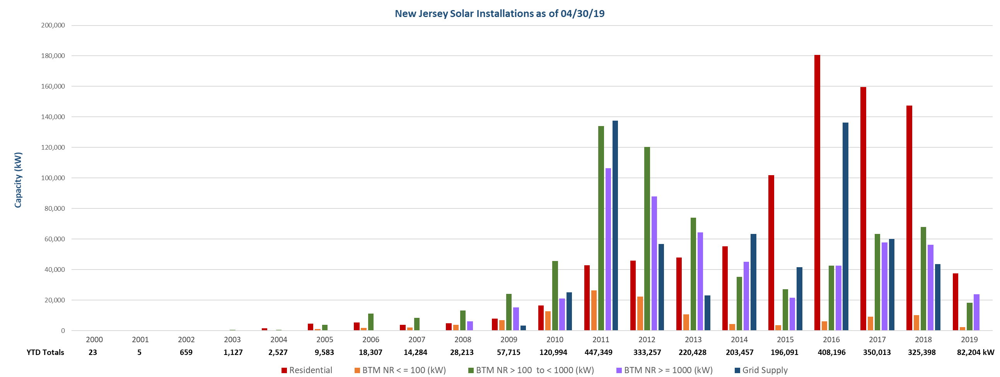 New Jersey Solar Installations as of 04/30/19
200,000
180,000
160,000
140,000
120,000
100,000
80,000
60,000
40,000
20,000
0
Capacity (kW)
2000 2001 2002 2003 2004 2005 2006 2007 2008 2009 2010 2011 2012 2013 2014 2015 2016 2017 2018 2019
YTD Totals 23 5 659 1,127 2,527 9,583 18,307 14,284 28,213 57,715 120,994 447,349 333,257 220,428 203,457 196,091 408,196 350,013 325,398 82,204 kW
Residential BTM NR < = 100 (kW) BTM NR > 100 to < 1000 (kW) BTM NR > = 1000 (kW) Grid Supply